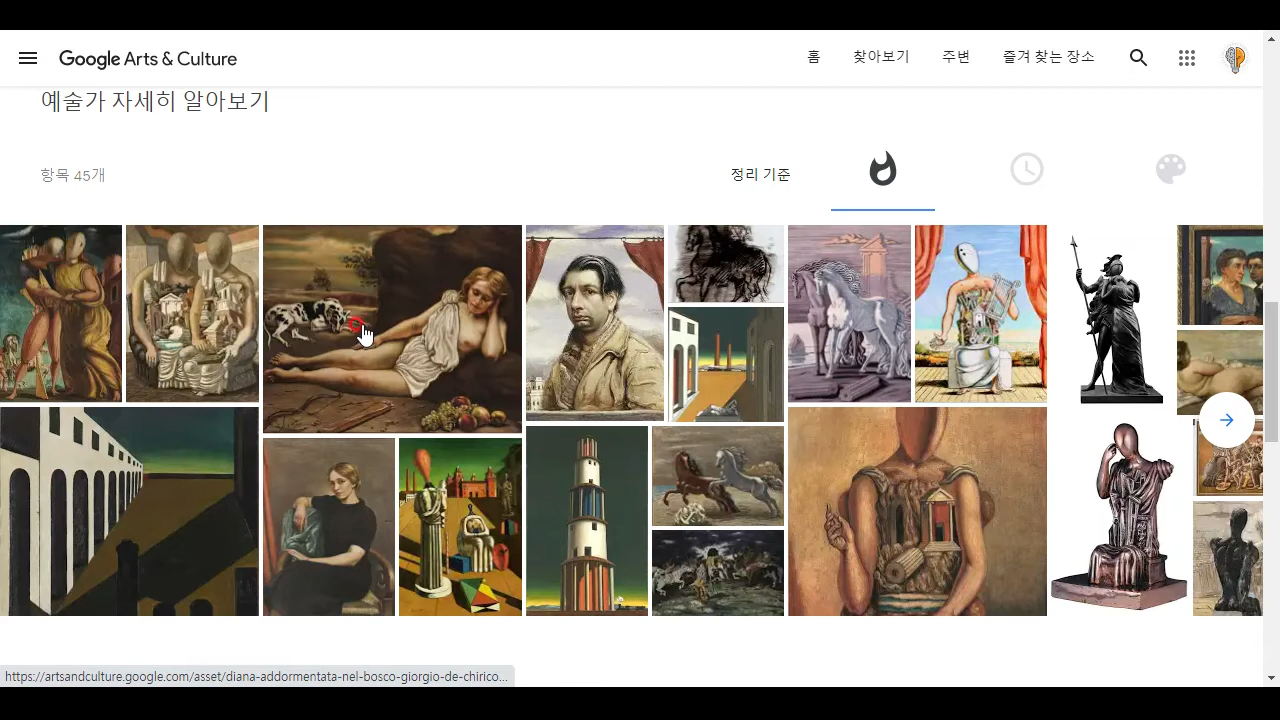 Google Arts & Culture
홈
찾아보기
주변
즐겨 찾는 장소
예술가 자세히 알아보기
항목 45개
정리 기준
https://artsandculture.google.com/asset/diana-addormentata-nel-bosco-giorgio-de-chirico...